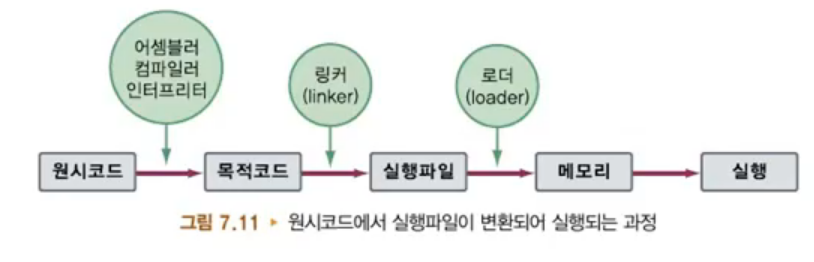 어셈블러
컴파일러
인터프리터
링커
(linker)
로더
(loader)
원시코드 목적코드 실행파일 메모리 실행
그림 7.11 ▸ 원시코드에서 실행파일이 변환되어 실행되는 과정